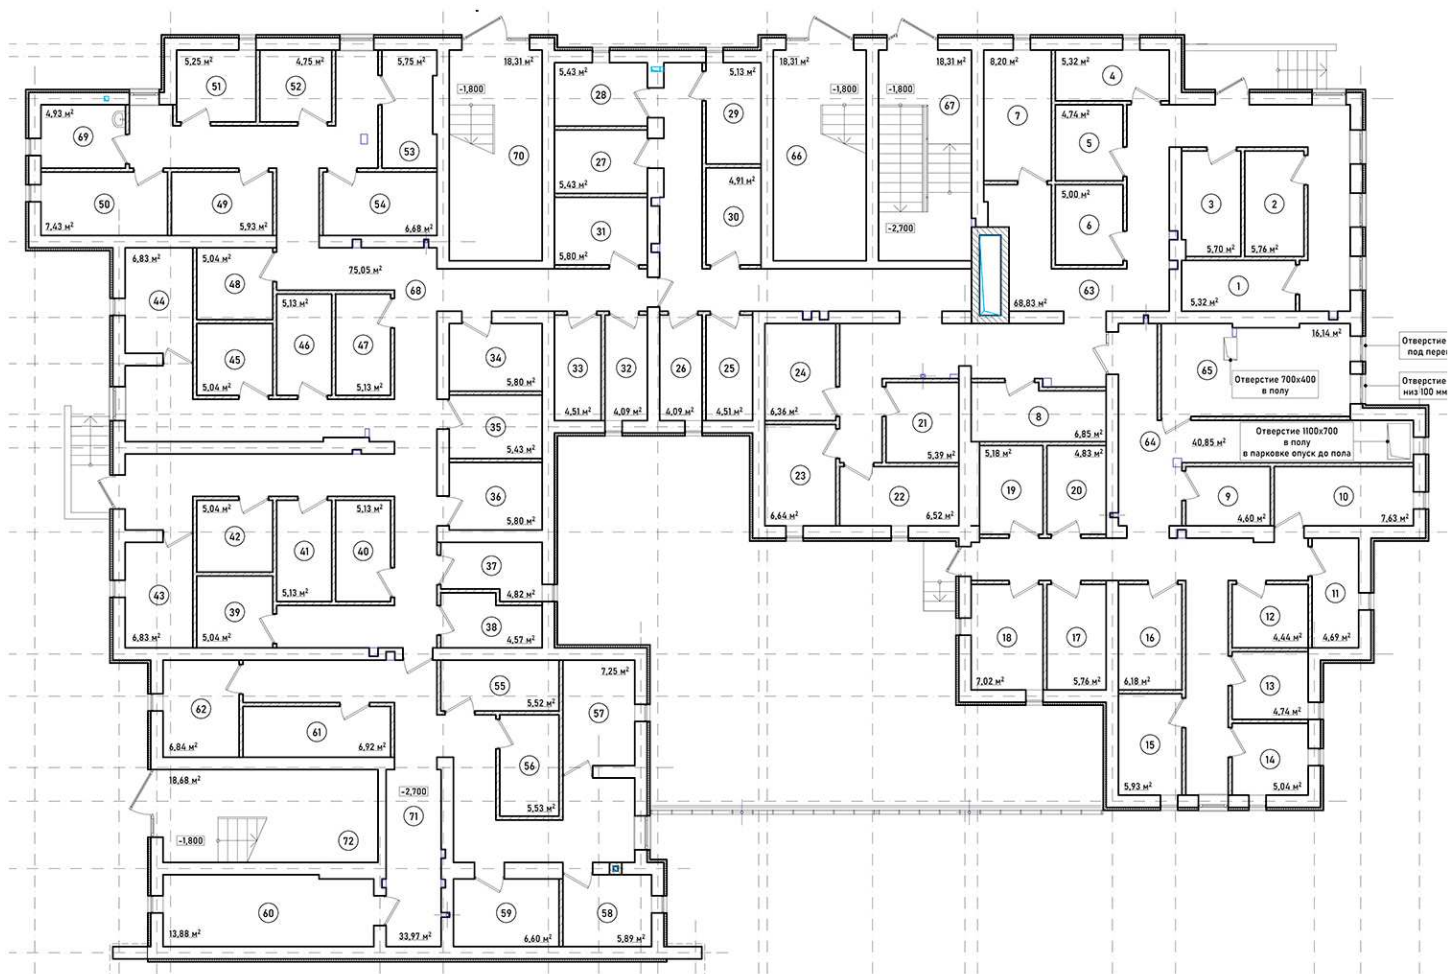 5,25 м²
51
4,75 м²
52
5,75 м²
53
18,31 м²
-1,800
70
5,43 м²
28
5,13 м²
29
18,31 м²
-1,800
66
18,31 м²
-1,800
67
-2,700
8,20 м²
7
5,32 м²
4
4,93 м²
69
4,74 м²
5
27
5,43 м²
4,91 м²
30
5,00 м²
6
3
5,70 м²
2
5,76 м²
50
7,43 м²
49
5,93 м²
54
6,68 м²
31
5,80 м²
6,83 м²
44
5,04 м²
48
75,05 м²
68
68,83 м²
63
1
5,32 м²
5,13 м²
46
47
5,13 м²
45
5,04 м²
34
5,80 м²
33
4,51 м²
32
4,09 м²
26
4,09 м²
25
4,51 м²
24
6,36 м²
16,14 м²
65
Отверстие 700х400
в полу
Отверстие
под пере
Отверстие
низ 100 мм
21
5,39 м²
8
6,85 м²
35
5,43 м²
23
6,64 м²
22
6,52 м²
5,18 м²
19
4,83 м²
20
64
40,85 м²
Отверстие 1100х700
в полу
в парковке опуск до пола
36
5,80 м²
9
4,60 м²
10
7,63 м²
5,04 м²
42
41
5,13 м²
5,13 м²
40
43
6,83 м²
39
5,04 м²
37
4,82 м²
38
4,57 м²
18
7,02 м²
17
5,76 м²
16
6,18 м²
12
4,44 м²
11
4,69 м²
55
5,52 м²
7,25 м²
57
13
4,74 м²
62
6,84 м²
61
6,92 м²
56
5,53 м²
15
5,93 м²
14
5,04 м²
18,68 м²
-1,800
72
-2,700
71
33,97 м²
60
13,88 м²
59
6,60 м²
58
5,89 м²